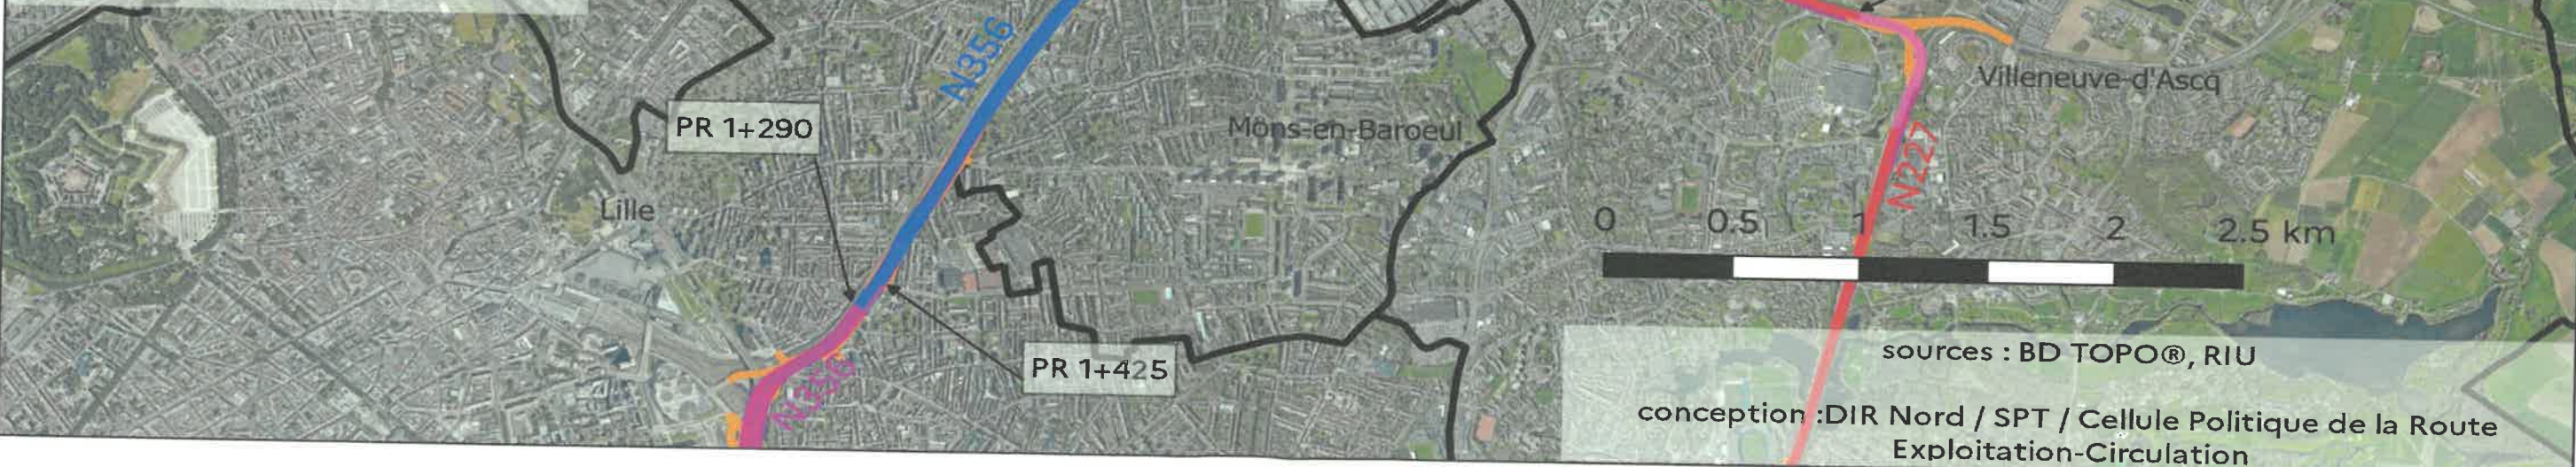 N356
Villeneuve-d'Ascq
PR 1+290
Mons-en-Baroeul
N227
Lille
0 0.5 1 1.5 2 2.5 km
PR 1+425
N356
sources : BD TOPO®, RIU
conception :DIR Nord / SPT / Cellule Politique de la Route
Exploitation-Circulation